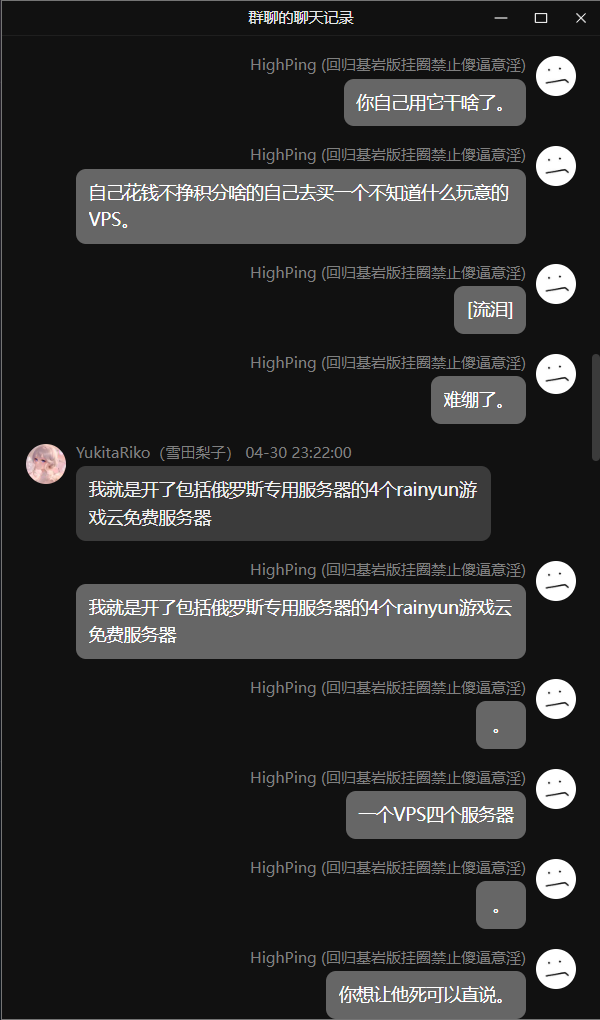 群聊的聊天记录
HighPing (回归基岩版挂圈禁止傻逼意淫)
你自己用它干啥了。
HighPing (回归基岩版挂圈禁止傻逼意淫)
自己花钱不挣积分啥的自己去买一个不知道什么玩意的
VPS。
HighPing (回归基岩版挂圈禁止傻逼意淫)
[流泪]
HighPing (回归基岩版挂圈禁止傻逼意淫)
难绷了。
YukitaRiko（雪田梨子） 04-30 23:22:00
我就是开了包括俄罗斯专用服务器的4个rainyun游
戏云免费服务器
HighPing (回归基岩版挂圈禁止傻逼意淫)
我就是开了包括俄罗斯专用服务器的4个rainyun游戏云
免费服务器
HighPing (回归基岩版挂圈禁止傻逼意淫)
。
HighPing (回归基岩版挂圈禁止傻逼意淫)
一个VPS四个服务器
HighPing (回归基岩版挂圈禁止傻逼意淫)
。
HighPing (回归基岩版挂圈禁止傻逼意淫)
你想让他死可以直说。